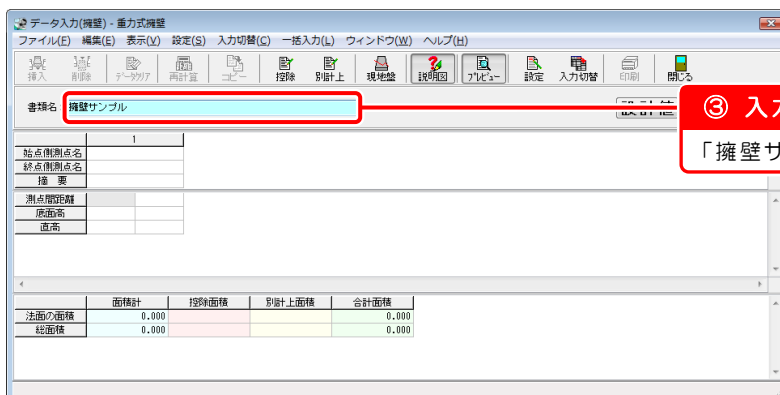 データ入力(擁壁) - 重力式擁壁
ファイル(F) 編集(E) 表示(V) 設定(S) 入力切替(C) 一括入力(L) ウィンドウ(W) ヘルプ(H)
挿入 削除 データクリア 再計算 コピー 控除 別計上 現地盤 説明図 プレビュー 設定 入力切替 印刷 閉じる
書類名 擁壁サンプル
③ 入
「擁壁サ
1
始点側測点名
終点側測点名
摘 要
測点間距離
底面高
直高
面積計 控除面積 別計上面積 合計面積
法面の面積 0.000 0.000
総面積 0.000 0.000